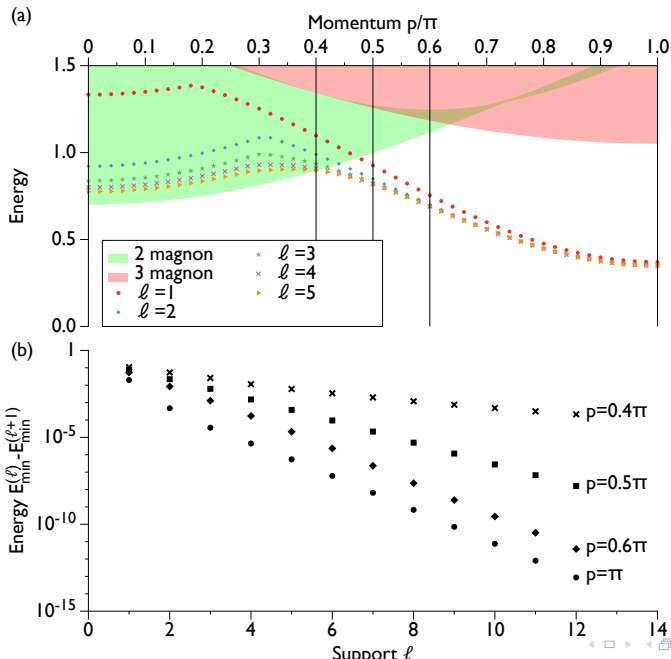 (a)
Momentum p/π
0 0.1 0.2 0.3 0.4 0.5 0.6 0.7 0.8 0.9 1.0
1.5
1.0
0.5
0.0
Energy
2 magnon
3 magnon
ℓ =1
ℓ =2
ℓ =3
ℓ =4
ℓ =5
(b)
1
10^-5
10^-10
10^-15
Energy E_min^(ℓ)-E_min^(ℓ+1)
p=0.4π
p=0.5π
p=0.6π
p=π
0 2 4 6 8 10 12 14
Support ℓ